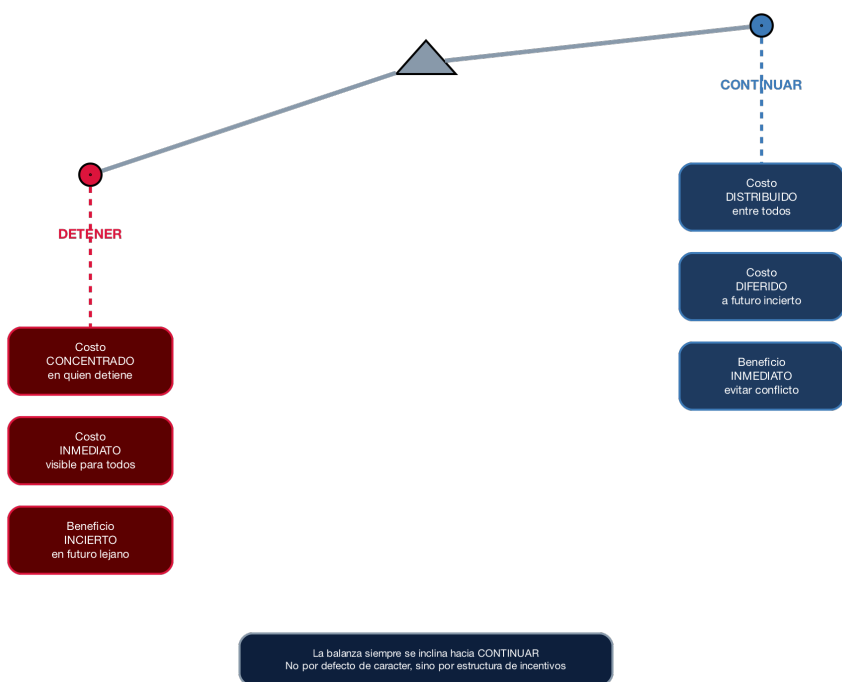 CONTINUAR
DETENER
Costo
DISTRIBUIDO
entre todos
Costo
DIFERIDO
a futuro incierto
Beneficio
INMEDIATO
evitar conflicto
Costo
CONCENTRADO
en quien detiene
Costo
INMEDIATO
visible para todos
Beneficio
INCIERTO
en futuro lejano
La balanza siempre se inclina hacia CONTINUAR
No por defecto de caracter, sino por estructura de incentivos